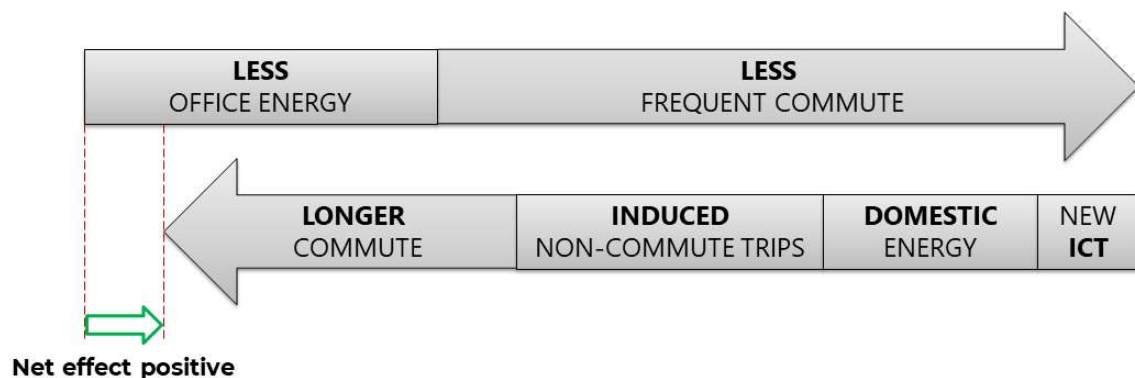 LESS
OFFICE ENERGY
LESS
FREQUENT COMMUTE
LONGER
COMMUTE
INDUCED
NON-COMMUTE TRIPS
DOMESTIC
ENERGY
NEW
ICT
Net effect positive